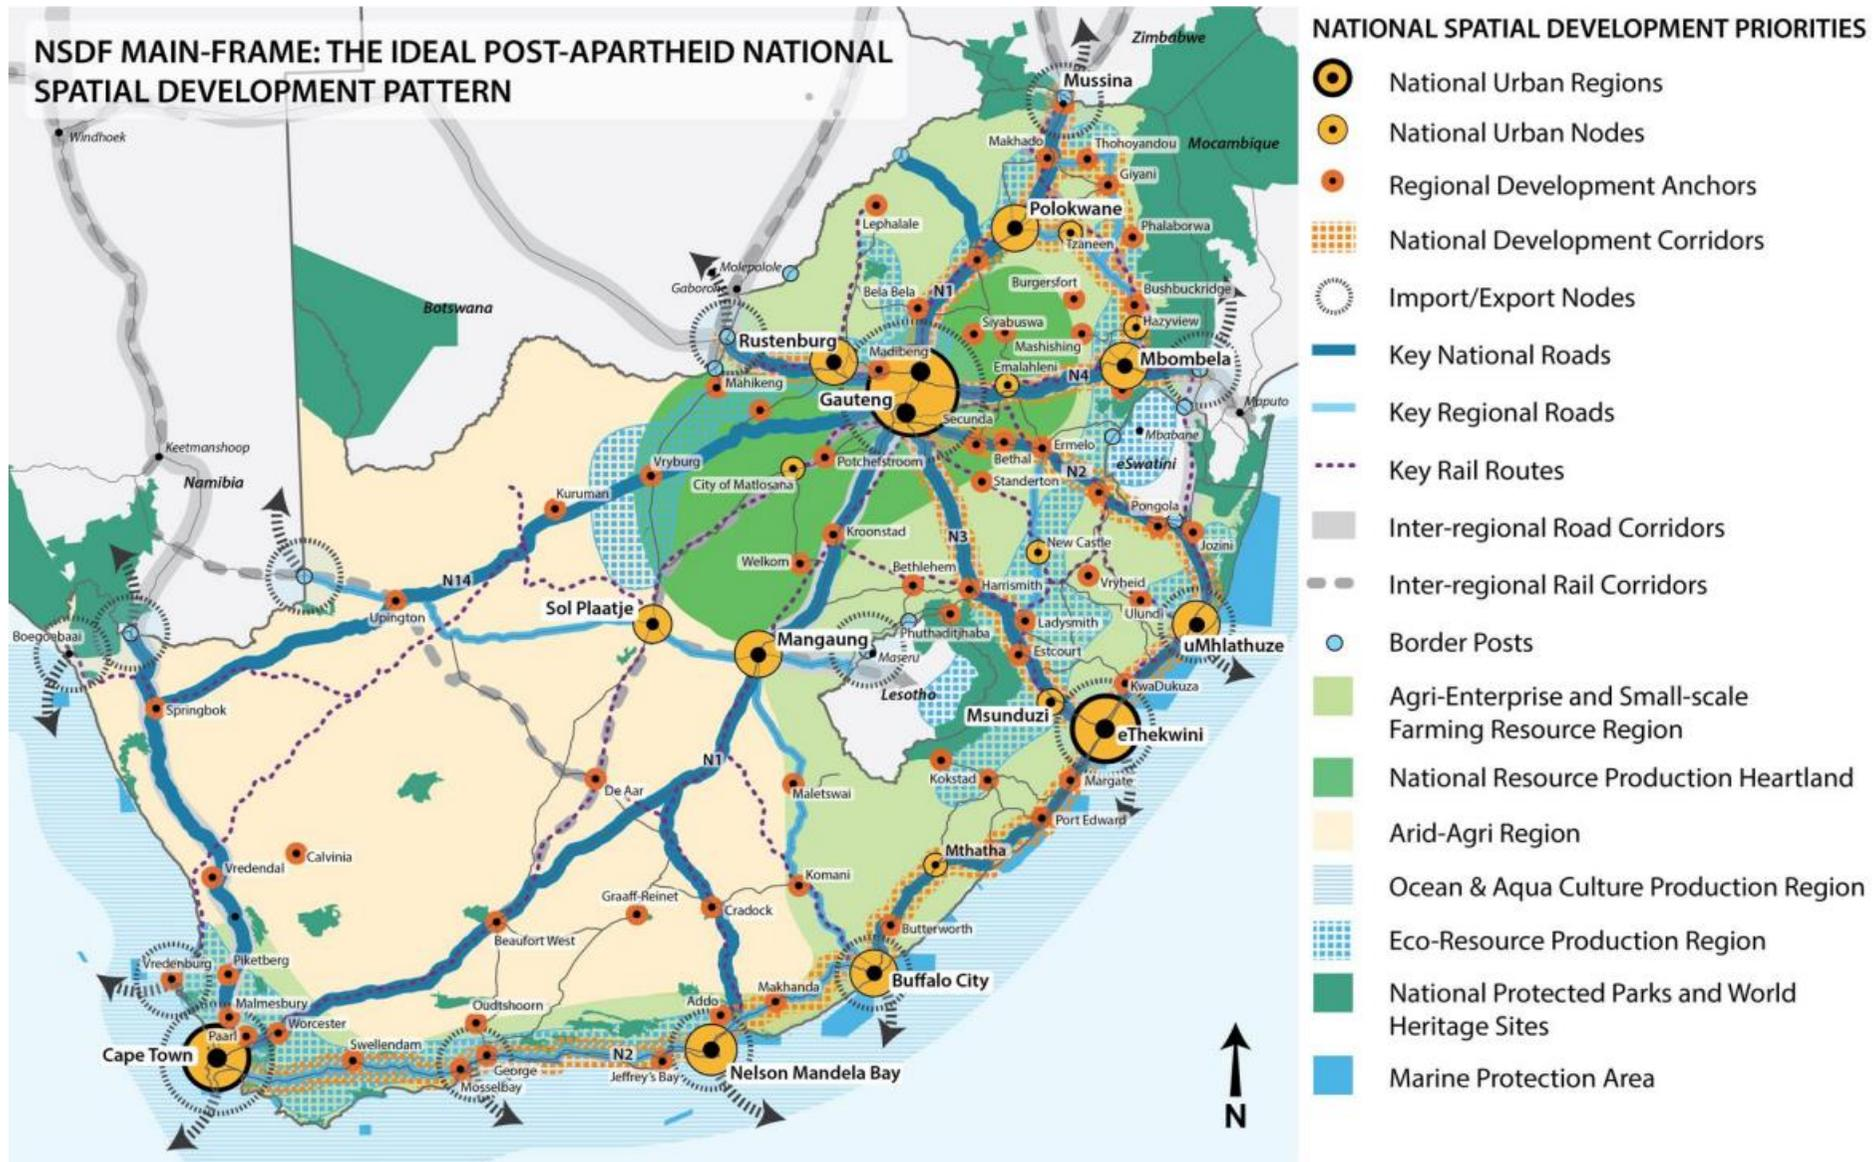 NSDF MAIN-FRAME: THE IDEAL POST-APARTHEID NATIONAL
SPATIAL DEVELOPMENT PATTERN
Zimbabwe
Mussina
Windhoek
Makhado
Thohoyandou
Mocambique
Giyani
Polokwane
Lephalale
Phalaborwa
Tzaneen
Molepolole
Gaborone
Botswana
Bela Bela
N1
Burgersfort
Bushbuckridge
Siyabuswa
Hazyview
Rustenburg
Mashishing
Madibeng
Mbombela
Emalahleni
N4
Mahikeng
Gauteng
Maputo
Secunda
Mbabane
Keetmanshoop
Ermelo
Vryburg
Potchefstroom
Bethal
eSwatini
N2
Namibia
City of Matlosana
Standerton
Kuruman
Pongola
Kroonstad
N3
New Castle
Jozini
Welkom
Bethlehem
N14
Harrismith
Vryheid
Sol Plaatje
Upington
Ulundi
Boegoebaai
Mangaung
Phuthaditjhaba
Ladysmith
Maseru
Estcourt
uMhlathuze
Lesotho
KwaDukuza
Springbok
Msunduzi
eThekwini
N1
Kokstad
Margate
De Aar
Maletswai
Port Edward
Mthatha
Calvinia
Vredendal
Komani
Graaff-Reinet
Cradock
Butterworth
Beaufort West
Piketberg
Vredenburg
Buffalo City
Makhanda
Malmesbury
Oudtshoorn
Addo
Worcester
Paarl
Swellendam
Cape Town
N2
George
Jeffrey's Bay
Nelson Mandela Bay
Mosselbay
N
NATIONAL SPATIAL DEVELOPMENT PRIORITIES
National Urban Regions
National Urban Nodes
Regional Development Anchors
National Development Corridors
Import/Export Nodes
Key National Roads
Key Regional Roads
Key Rail Routes
Inter-regional Road Corridors
Inter-regional Rail Corridors
Border Posts
Agri-Enterprise and Small-scale
Farming Resource Region
National Resource Production Heartland
Arid-Agri Region
Ocean & Aqua Culture Production Region
Eco-Resource Production Region
National Protected Parks and World
Heritage Sites
Marine Protection Area